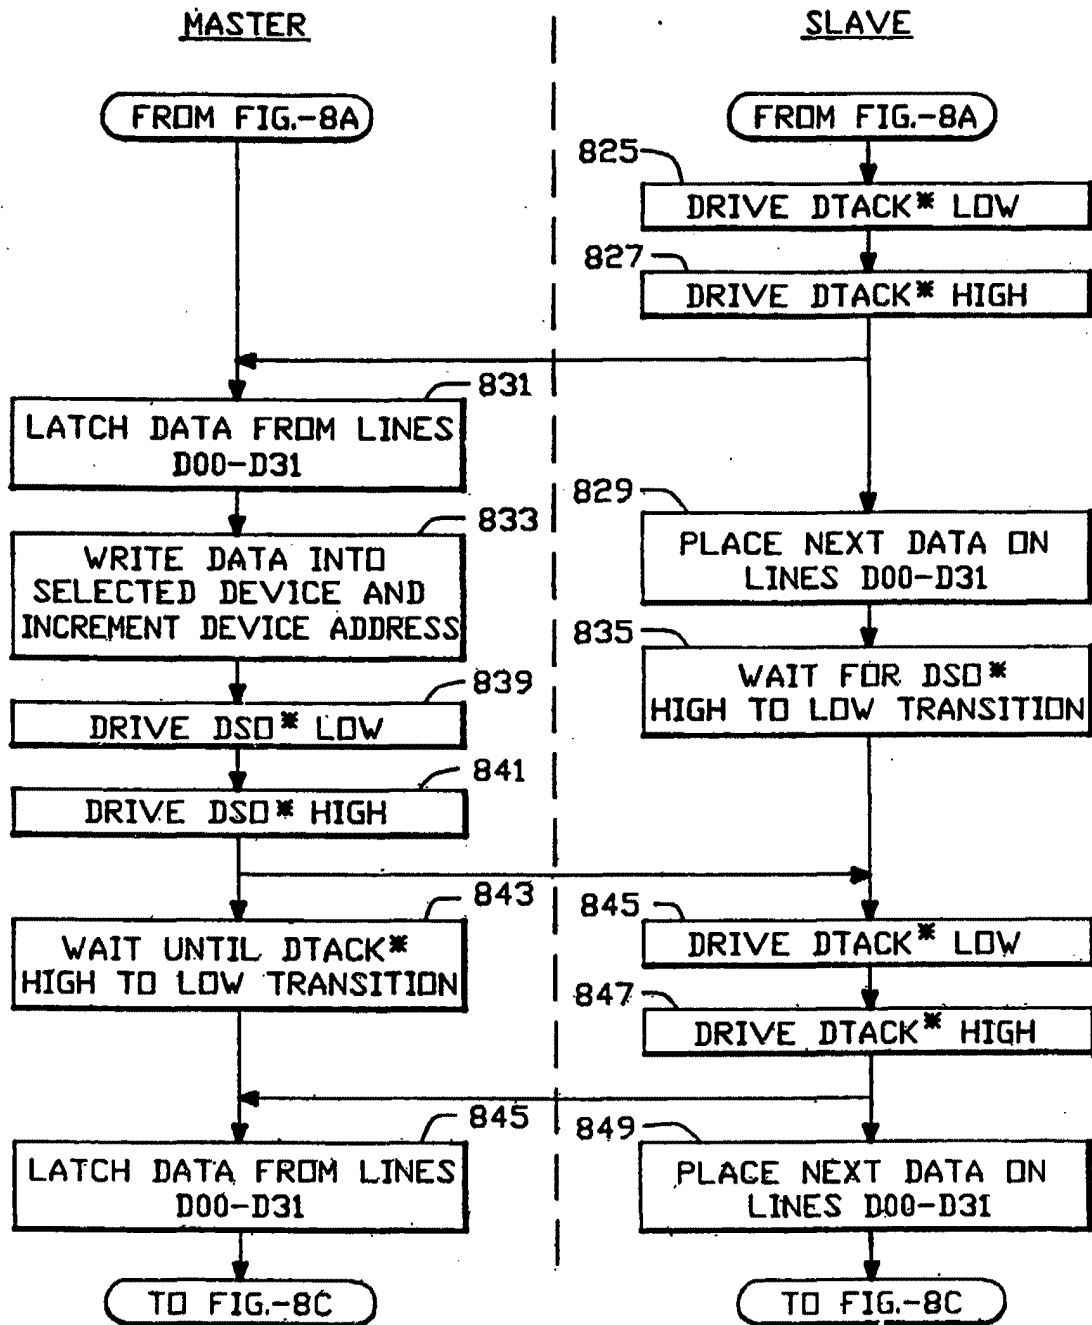 MASTER
SLAVE
FROM FIG.-8A
FROM FIG.-8A
825
DRIVE DTACK* LOW
827
DRIVE DTACK* HIGH
831
LATCH DATA FROM LINES
D00-D31
829
PLACE NEXT DATA ON
LINES D00-D31
833
WRITE DATA INTO
SELECTED DEVICE AND
INCREMENT DEVICE ADDRESS
835
WAIT FOR DSO*
HIGH TO LOW TRANSITION
839
DRIVE DSO* LOW
841
DRIVE DSO* HIGH
843
WAIT UNTIL DTACK*
HIGH TO LOW TRANSITION
845
DRIVE DTACK* LOW
847
DRIVE DTACK* HIGH
845
LATCH DATA FROM LINES
D00-D31
849
PLACE NEXT DATA ON
LINES D00-D31
TO FIG.-8C
TO FIG.-8C